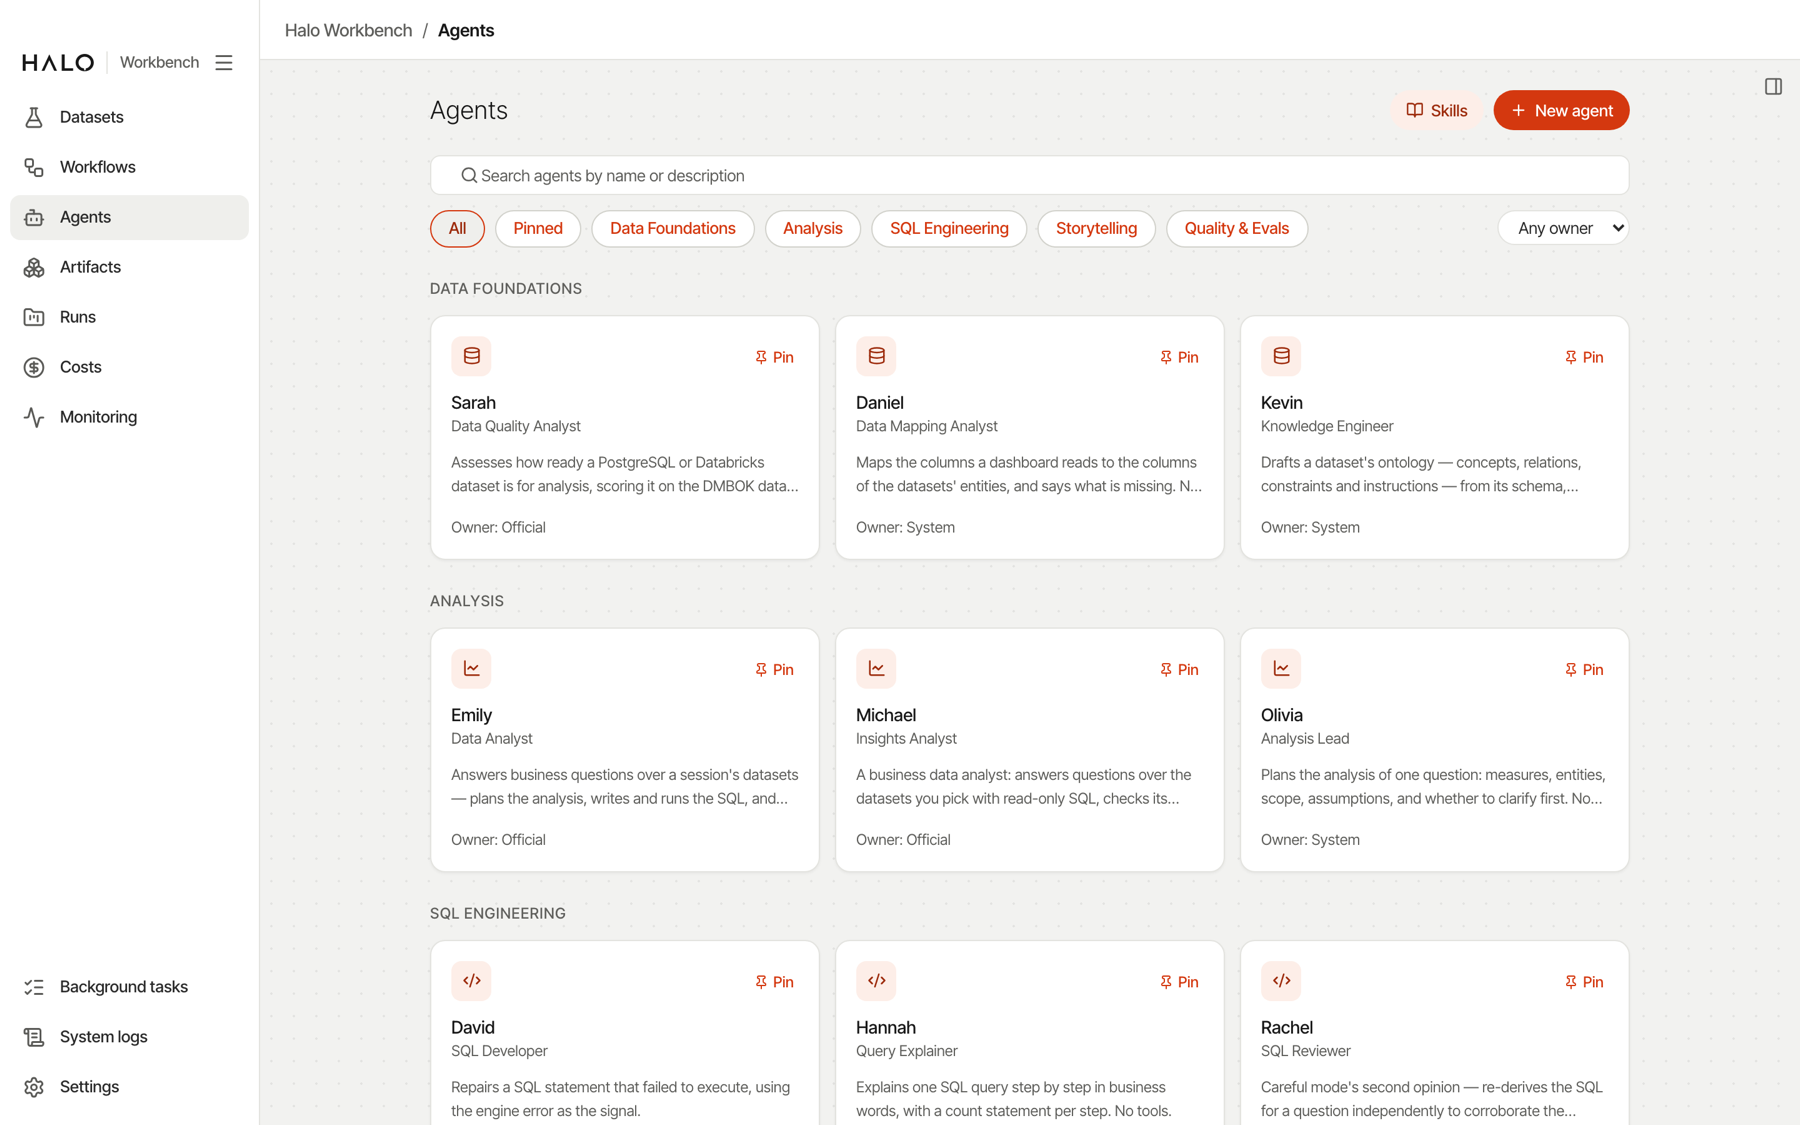 Halo Workbench / Agents
HALO Workbench
Datasets
Workflows
Agents
Artifacts
Runs
Costs
Monitoring
Background tasks
System logs
Settings
Agents
Skills
+ New agent
Search agents by name or description
All
Pinned
Data Foundations
Analysis
SQL Engineering
Storytelling
Quality & Evals
Any owner
DATA FOUNDATIONS
Pin
Sarah
Data Quality Analyst
Assesses how ready a PostgreSQL or Databricks
dataset is for analysis, scoring it on the DMBOK data...
Owner: Official
Pin
Daniel
Data Mapping Analyst
Maps the columns a dashboard reads to the columns
of the datasets' entities, and says what is missing. N...
Owner: System
Pin
Kevin
Knowledge Engineer
Drafts a dataset's ontology — concepts, relations,
constraints and instructions — from its schema,...
Owner: System
ANALYSIS
Pin
Emily
Data Analyst
Answers business questions over a session's datasets
— plans the analysis, writes and runs the SQL, and...
Owner: Official
Pin
Michael
Insights Analyst
A business data analyst: answers questions over the
datasets you pick with read-only SQL, checks its...
Owner: Official
Pin
Olivia
Analysis Lead
Plans the analysis of one question: measures, entities,
scope, assumptions, and whether to clarify first. No...
Owner: System
SQL ENGINEERING
Pin
David
SQL Developer
Repairs a SQL statement that failed to execute, using
the engine error as the signal.
Pin
Hannah
Query Explainer
Explains one SQL query step by step in business
words, with a count statement per step. No tools.
Pin
Rachel
SQL Reviewer
Careful mode's second opinion — re-derives the SQL
for a question independently to corroborate the...